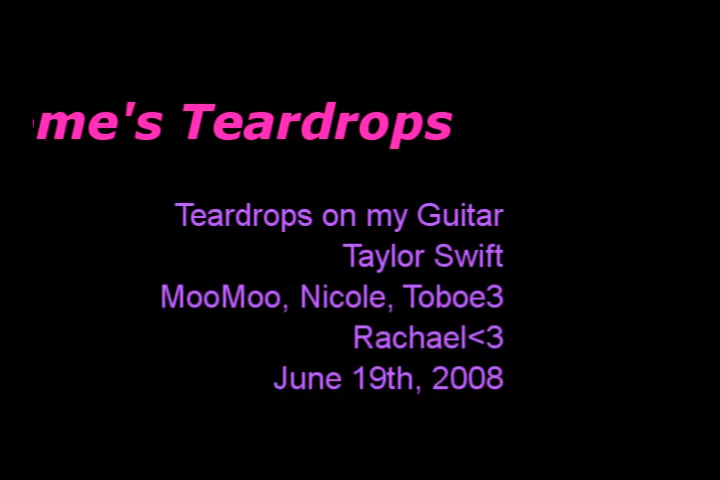 me's Teardrops
Teardrops on my Guitar
Taylor Swift
MooMoo, Nicole, Toboe3
Rachael<3
June 19th, 2008